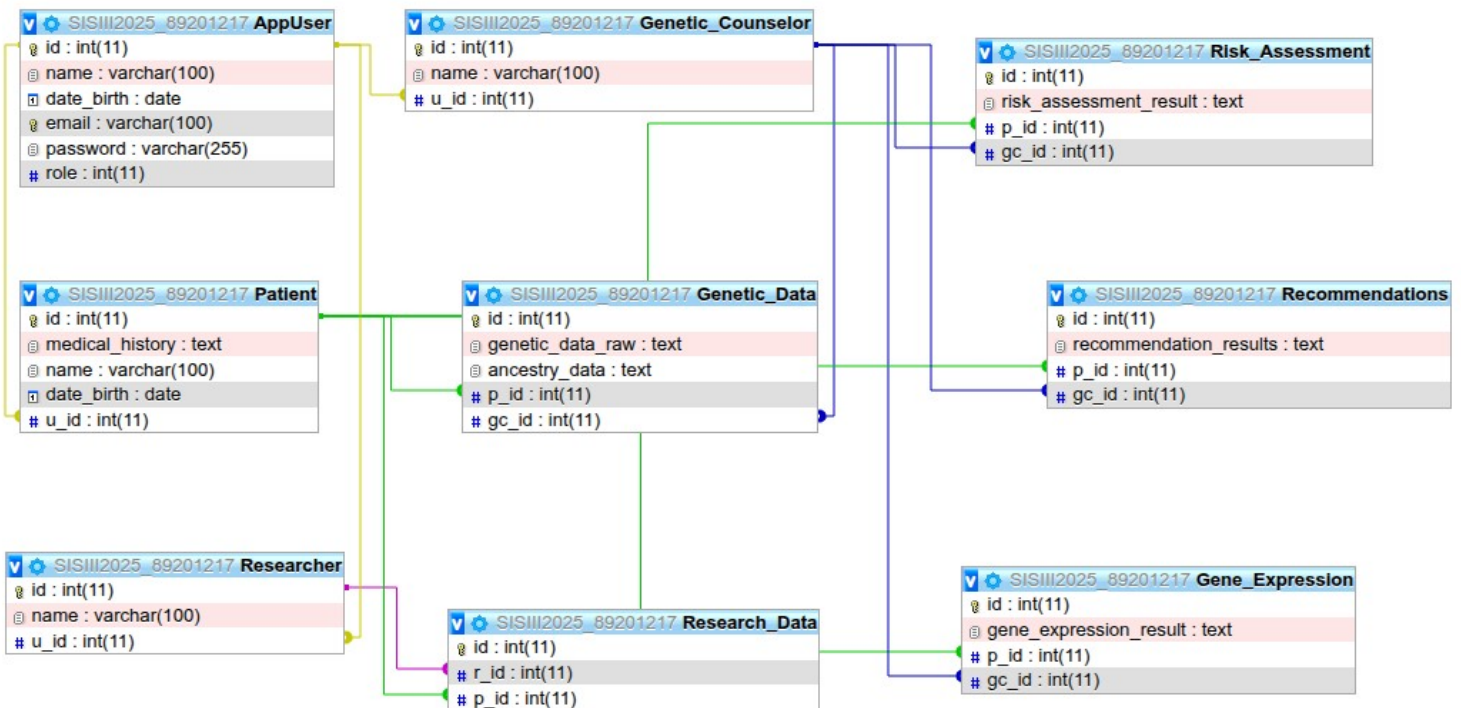 SISIII2025_89201217 AppUser
id : int(11)
name : varchar(100)
date_birth : date
email : varchar(100)
password : varchar(255)
# role : int(11)
SISIII2025_89201217 Genetic_Counselor
id : int(11)
name : varchar(100)
# u_id : int(11)
SISIII2025_89201217 Risk_Assessment
id : int(11)
risk_assessment_result : text
# p_id : int(11)
# gc_id : int(11)
SISIII2025_89201217 Patient
id : int(11)
medical_history : text
name : varchar(100)
date_birth : date
# u_id : int(11)
SISIII2025_89201217 Genetic_Data
id : int(11)
genetic_data_raw : text
ancestry_data : text
# p_id : int(11)
# gc_id : int(11)
SISIII2025_89201217 Recommendations
id : int(11)
recommendation_results : text
# p_id : int(11)
# gc_id : int(11)
SISIII2025_89201217 Researcher
id : int(11)
name : varchar(100)
# u_id : int(11)
SISIII2025_89201217 Research_Data
id : int(11)
# r_id : int(11)
# p_id : int(11)
SISIII2025_89201217 Gene_Expression
id : int(11)
gene_expression_result : text
# p_id : int(11)
# gc_id : int(11)